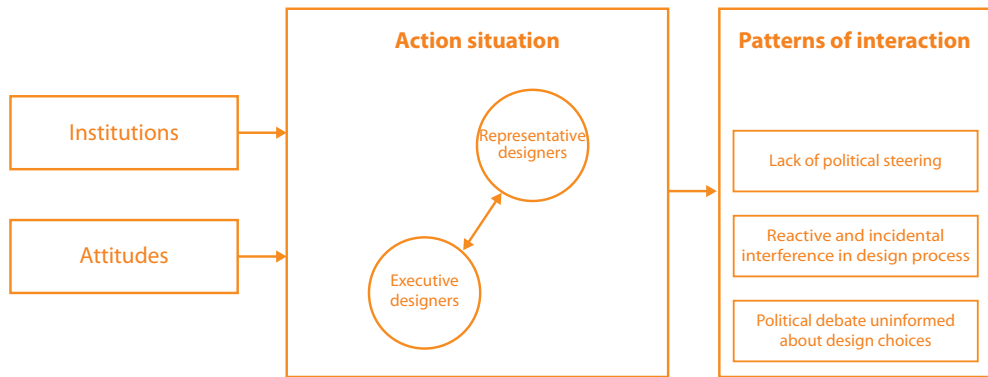 Institutions
Attitudes
Action situation
Representative
designers
Executive
designers
Patterns of interaction
Lack of political steering
Reactive and incidental
interference in design process
Political debate uninformed
about design choices